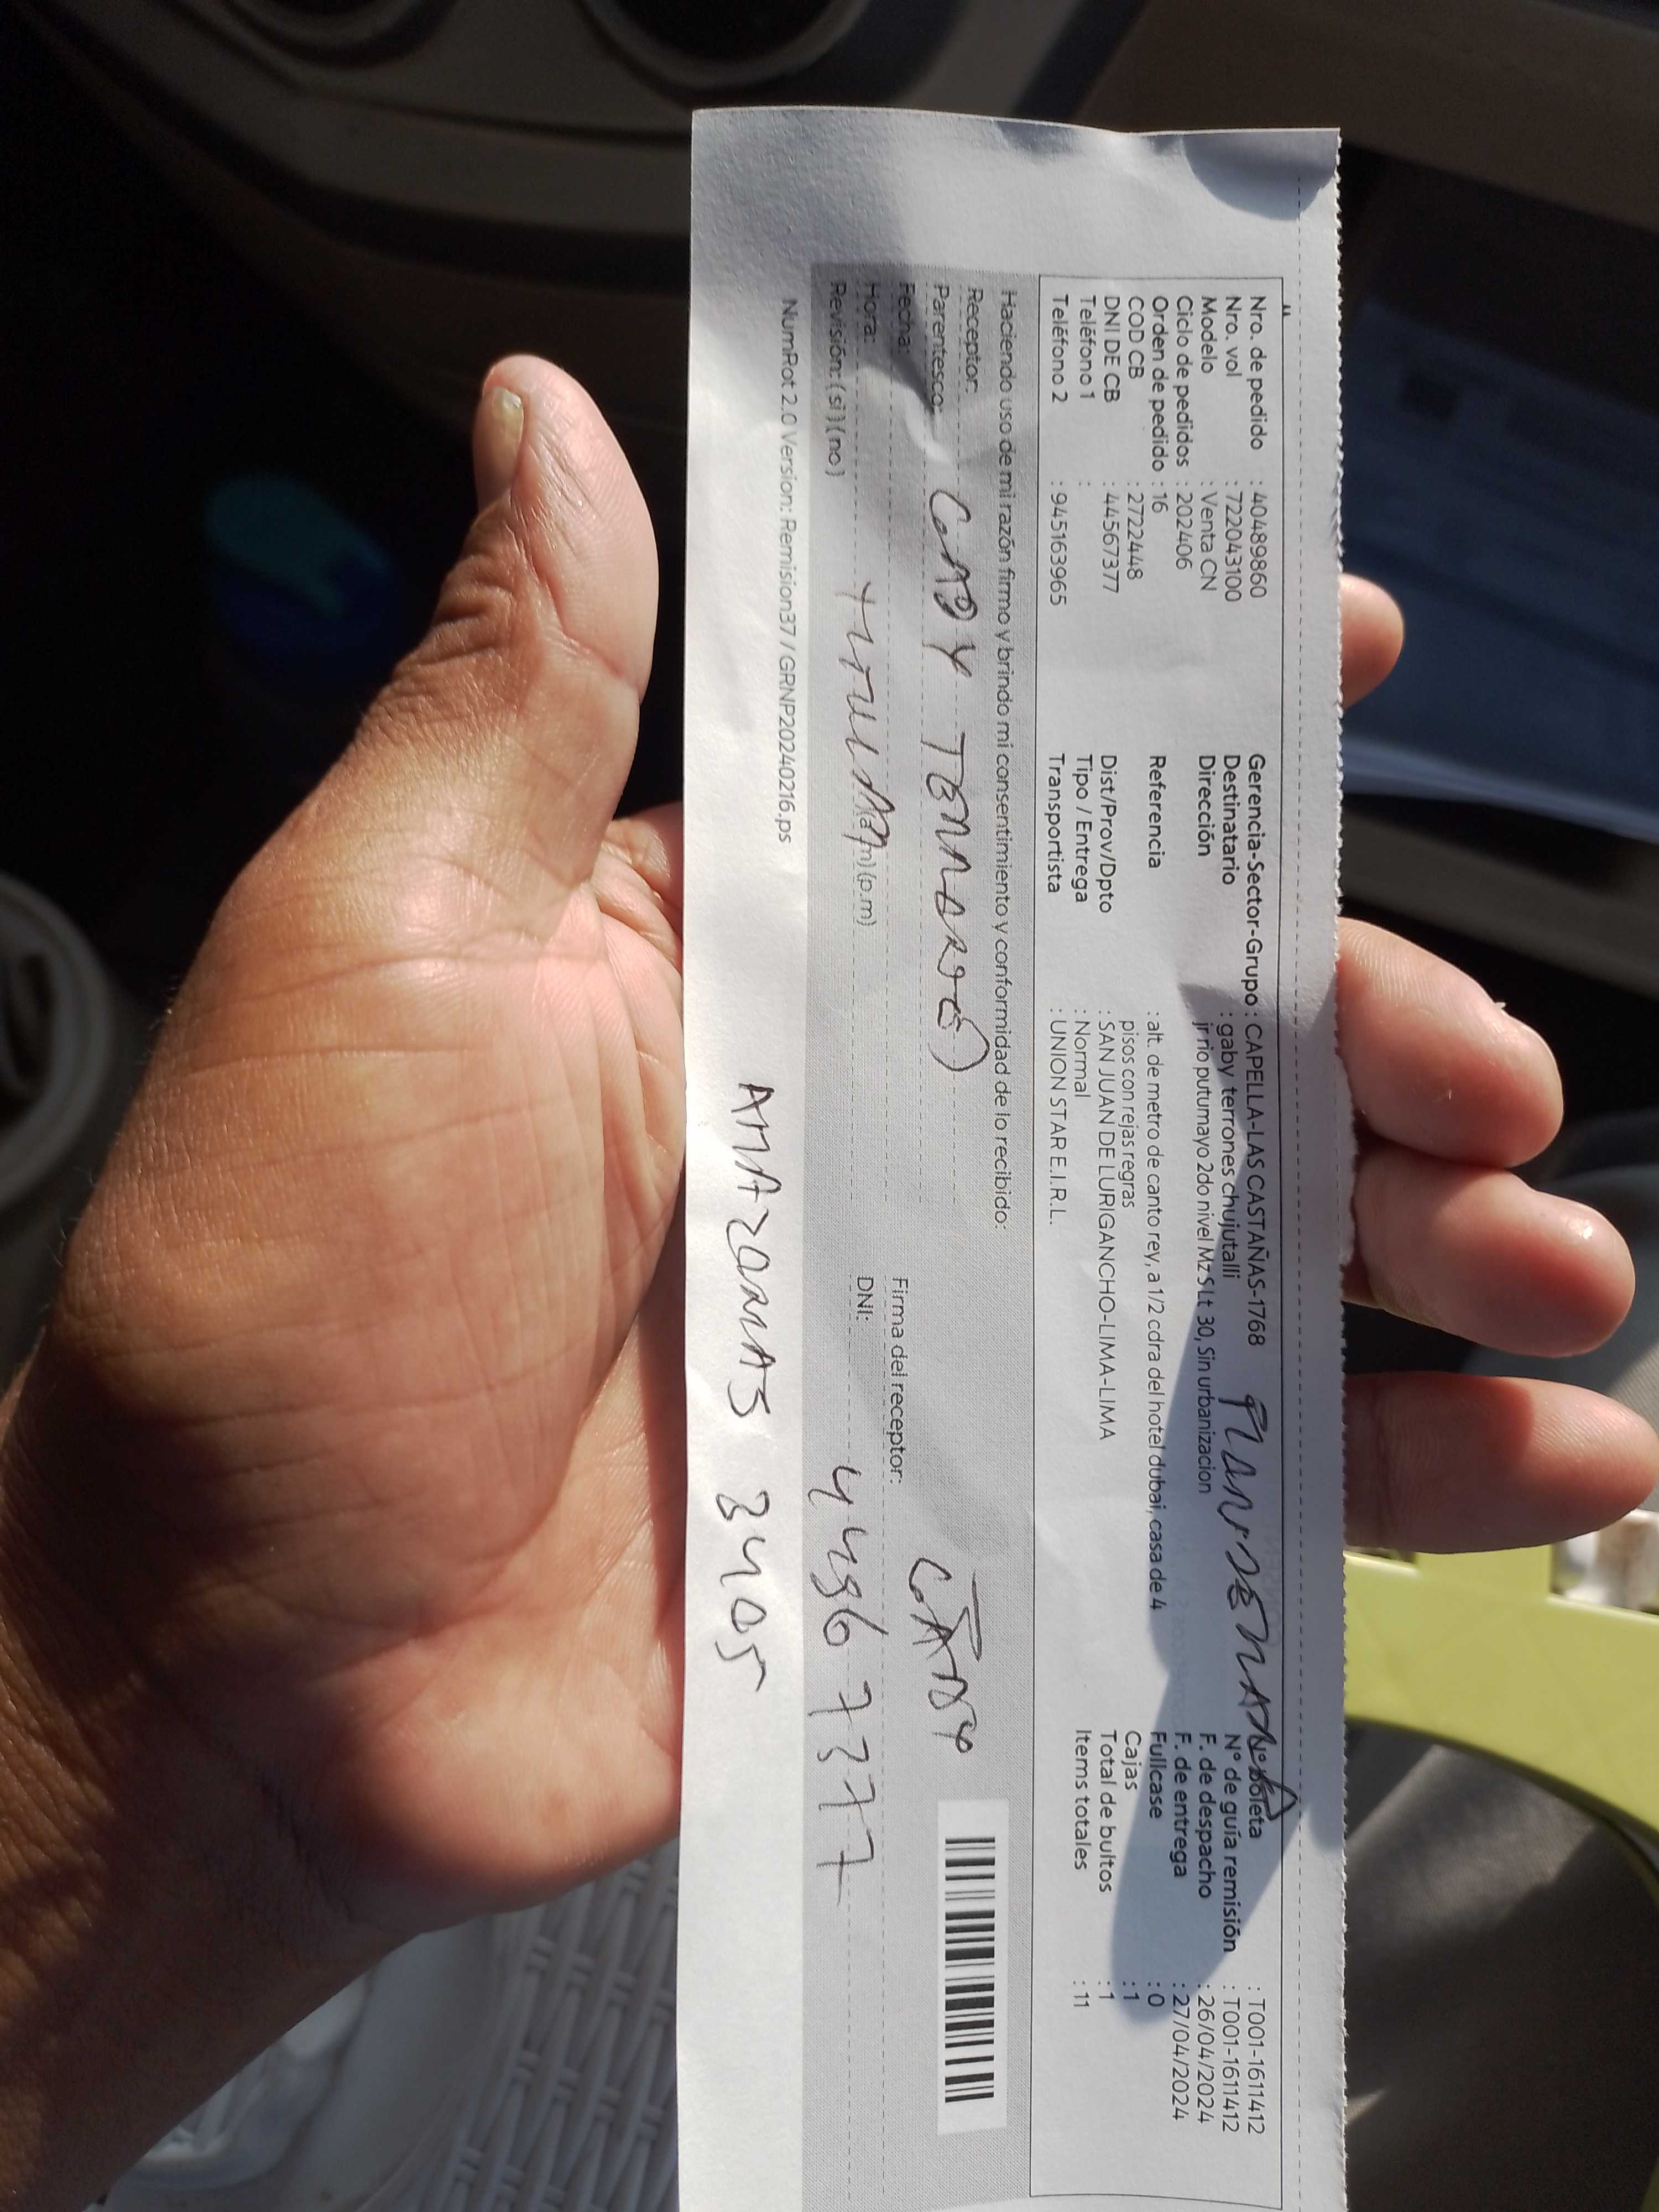 Nro. de pedido : 40489860
Nro. vol : 722043100
Modelo : Venta CN
Ciclo de pedidos : 202406
Orden de pedido : 16
COD CB : 2722448
DNI DE CB : 44567377
Teléfono 1 :
Teléfono 2 : 945163965
Gerencia-Sector-Grupo : CAPELLA-LAS CASTAÑAS-1768
Destinatario : gaby terrones chujutalli
Dirección jr rio putumayo 2do nivel Mz S Lt 30, Sin urbanizacion
Referencia : alt. de metro de canto rey, a 1/2 cdra del hotel dubai, casa de 4
pisos con rejas regras
Dist/Prov/Dpto : SAN JUAN DE LURIGANCHO-LIMA-LIMA
Tipo / Entrega : Normal
Transportista : UNION STAR E.I.R.L.
N° boleta : T001-1611412
N° de guía remisión : T001-1611412
F. de despacho : 26/04/2024
F. de entrega : 27/04/2024
Fullcase : 0
Cajas : 1
Total de bultos : 1
Items totales : 11
Haciendo uso de mi razón firmo y brindo mi consentimiento y conformidad de lo recibido:
Receptor:
Parentesco: GABY
Fecha:
Hora: (p.m)
Revisión: ( si ) ( no )
Firma del receptor: GABY
DNI: 44567377
NumRot 2.0 Version: Remision37 / GRNP20240216.ps